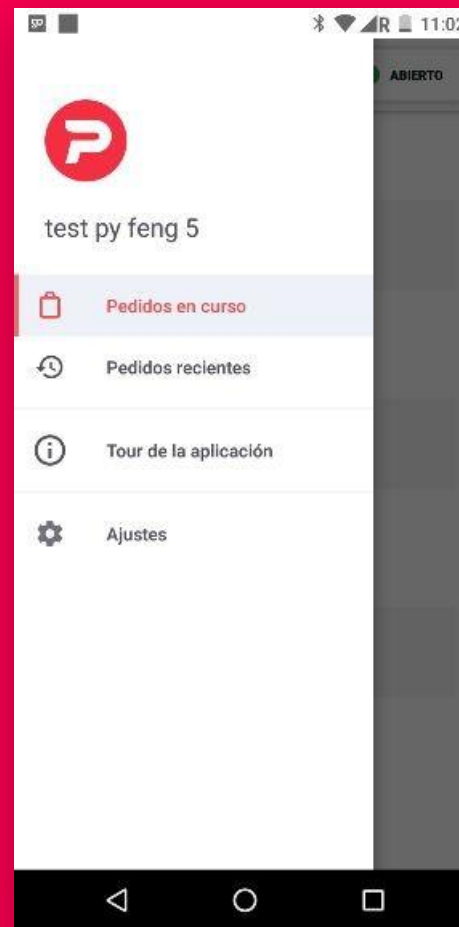 R 11:02
ABIERTO
test py feng 5
Pedidos en curso
Pedidos recientes
Tour de la aplicación
Ajustes